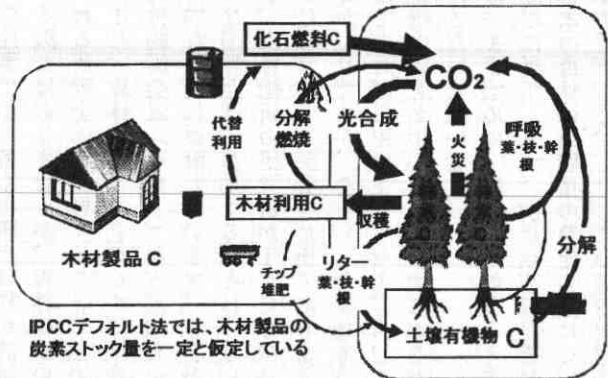 化石燃料C
CO2
代替
利用
分解
燃焼
光合成
火災
呼吸
葉・枝・幹
根
木材利用C
収穫
木材製品 C
チップ
堆肥
リター
葉・枝・幹
根
分解
土壌有機物 C
IPCCデフォルト法では、木材製品の
炭素ストック量を一定と仮定している